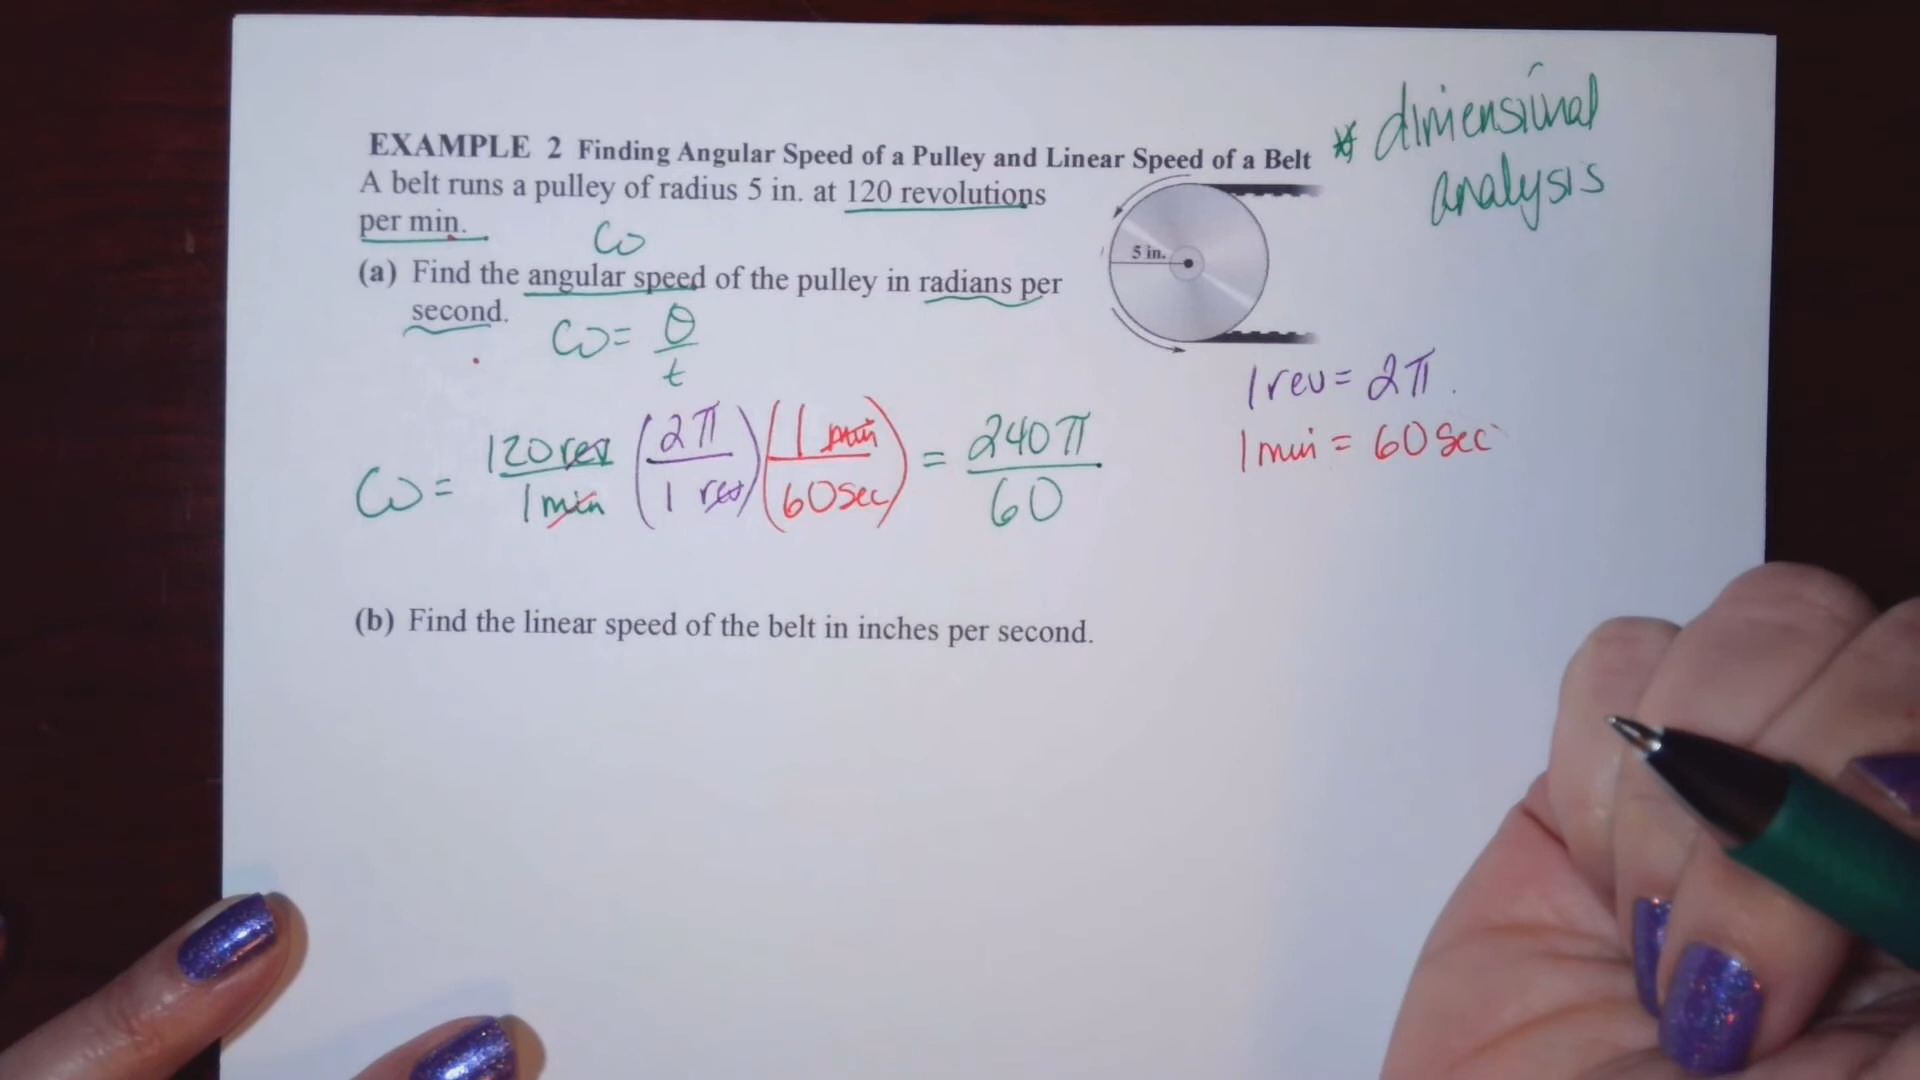 EXAMPLE 2 Finding Angular Speed of a Pulley and Linear Speed of a Belt
* dimensional
analysis
A belt runs a pulley of radius 5 in. at 120 revolutions
per min.
ω
5 in.
(a) Find the angular speed of the pulley in radians per
second.
ω = θ/t
1 rev = 2π
1 min = 60 sec
ω = 120 rev/1 min (2π/1 rev)(1 min/60 sec) = 240π/60
(b) Find the linear speed of the belt in inches per second.